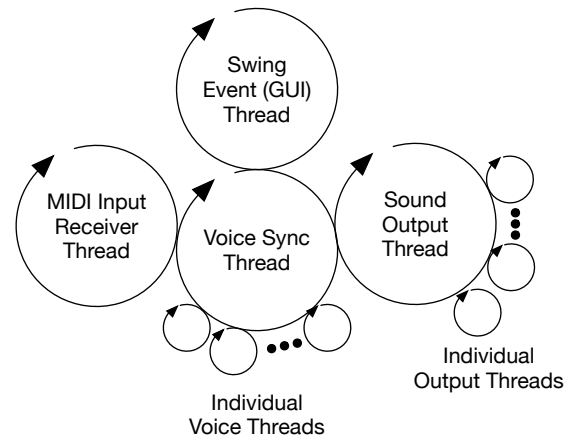 Swing
Event (GUI)
Thread
MIDI Input
Receiver
Thread
Voice Sync
Thread
Sound
Output
Thread
Individual
Output Threads
Individual
Voice Threads